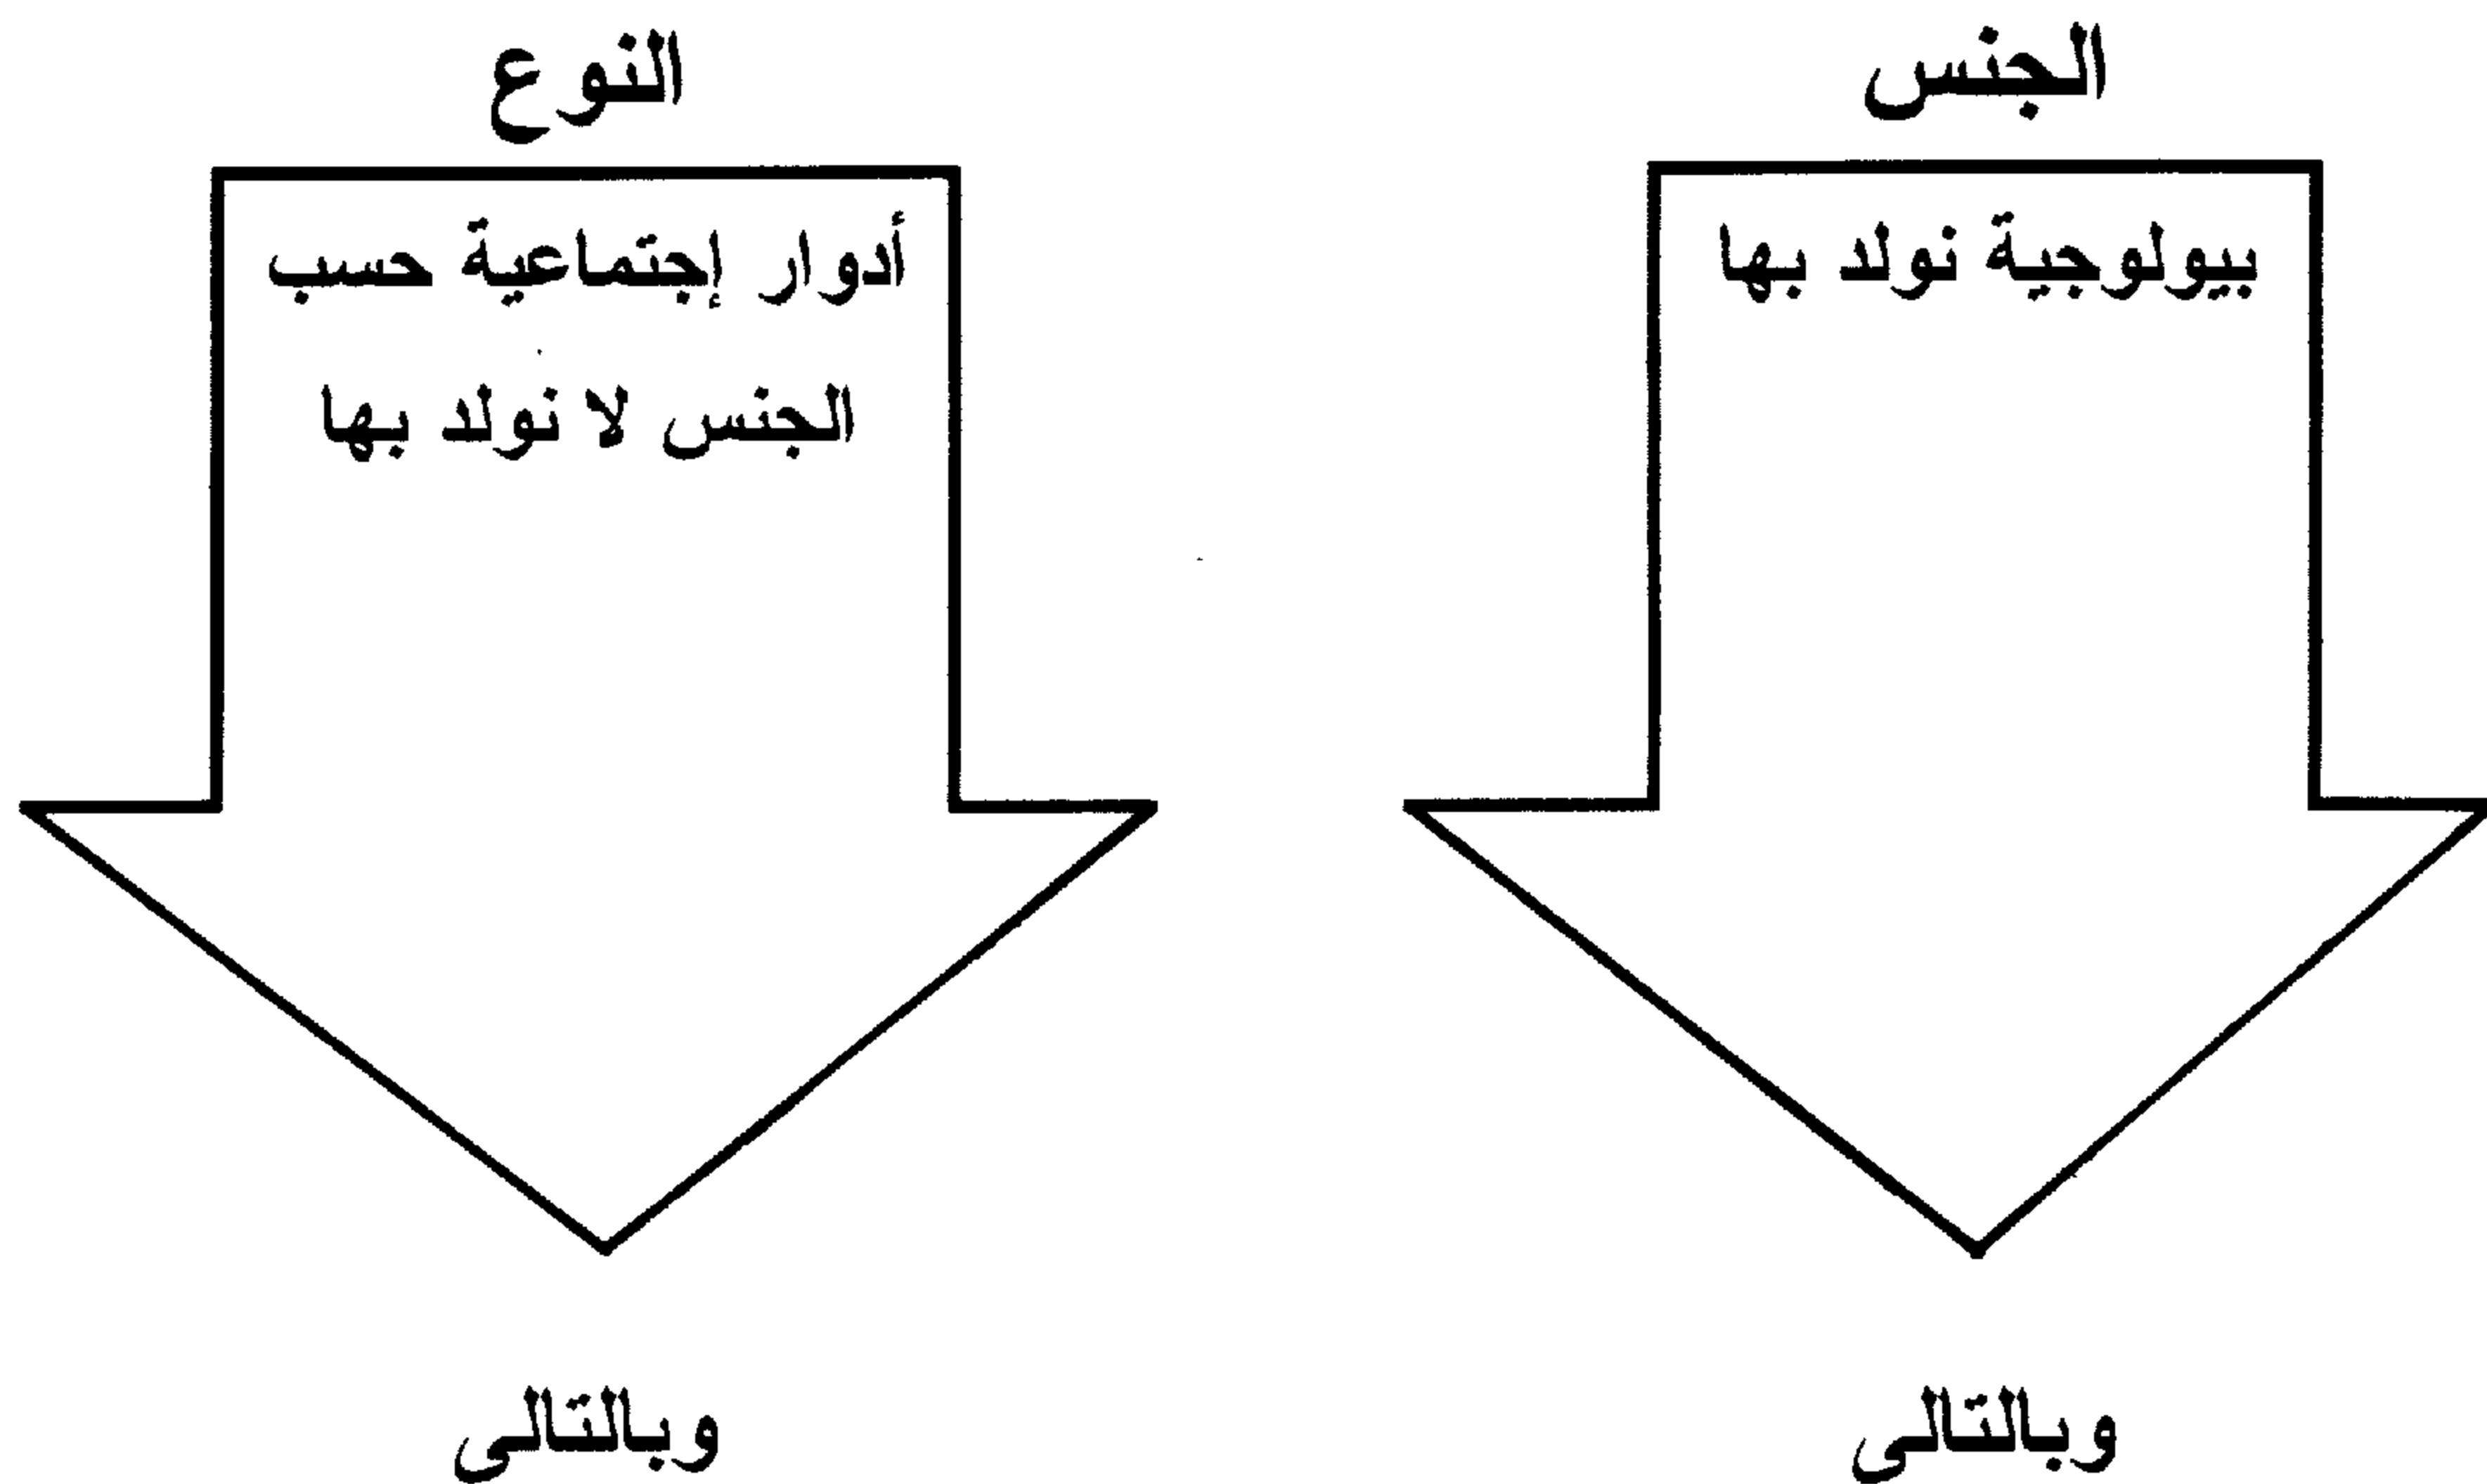 الجنس
بيولوجية نولد بها
وبالتالى
النوع
أدوار إجتماعية حسب
الجنس لا نولد بها
وبالتالى